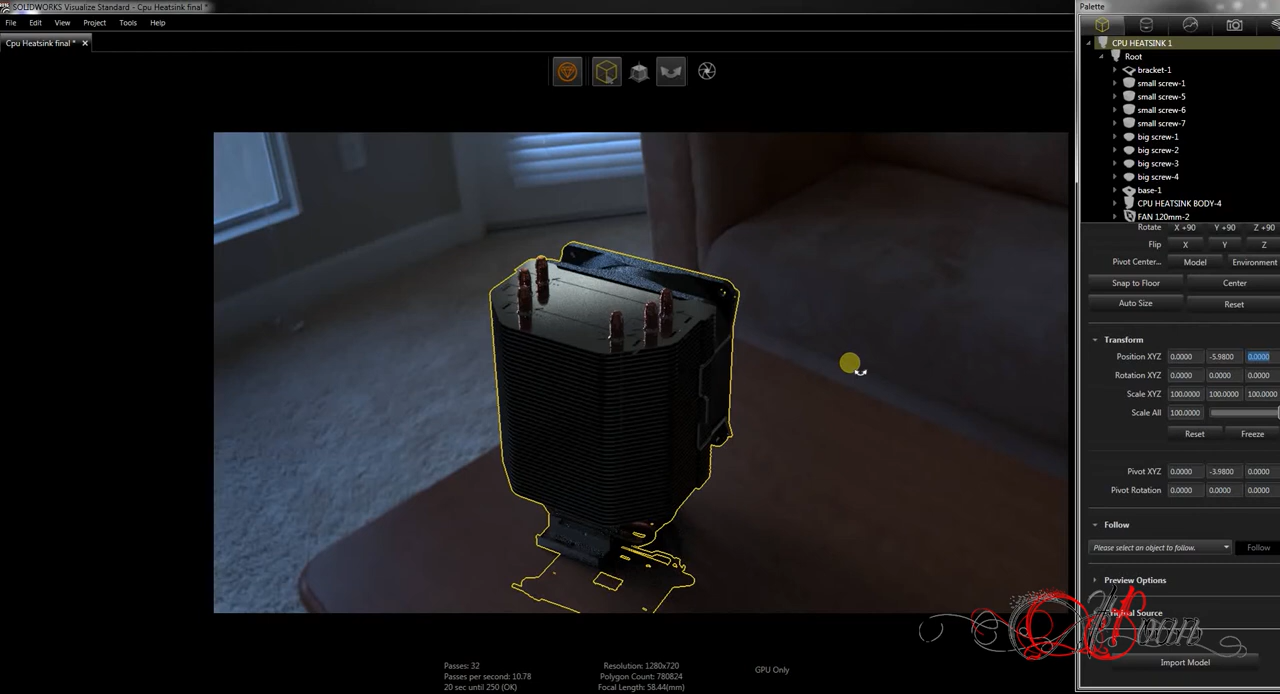 SOLIDWORKS Visualize Standard - Cpu Heatsink final *
Palette
File Edit View Project Tools Help
Cpu Heatsink final *
CPU HEATSINK 1
Root
bracket-1
small screw-1
small screw-5
small screw-6
small screw-7
big screw-1
big screw-2
big screw-3
big screw-4
base-1
CPU HEATSINK BODY-4
FAN 120mm-2
Rotate X +90 Y +90 Z +90
Flip X Y Z
Pivot Center... Model Environment
Snap to Floor Center
Auto Size Reset
Transform
Position XYZ 0.0000 -5.9800 0.0000
Rotation XYZ 0.0000 0.0000 0.0000
Scale XYZ 100.0000 100.0000 100.0000
Scale All 100.0000
Reset Freeze
Pivot XYZ 0.0000 -3.9800 0.0000
Pivot Rotation 0.0000 0.0000 0.0000
Follow
Please select an object to follow. Follow
Preview Options
Original Source
Import Model
Passes: 32
Passes per second: 10.78
20 sec until 250 (OK)
Resolution: 1280x720
Polygon Count: 780824
Focal Length: 58.44(mm)
GPU Only